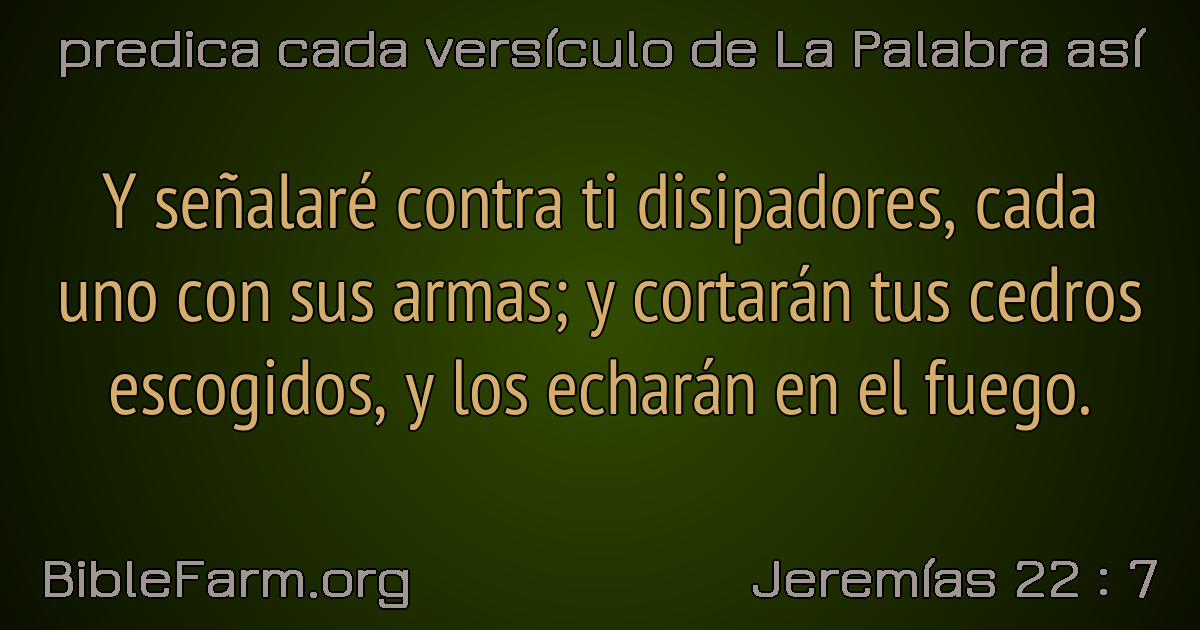 predica cada versículo de La Palabra así
Y señalaré contra ti disipadores, cada
uno con sus armas; y cortarán tus cedros
escogidos, y los echarán en el fuego.
BibleFarm.org
Jeremías 22 : 7